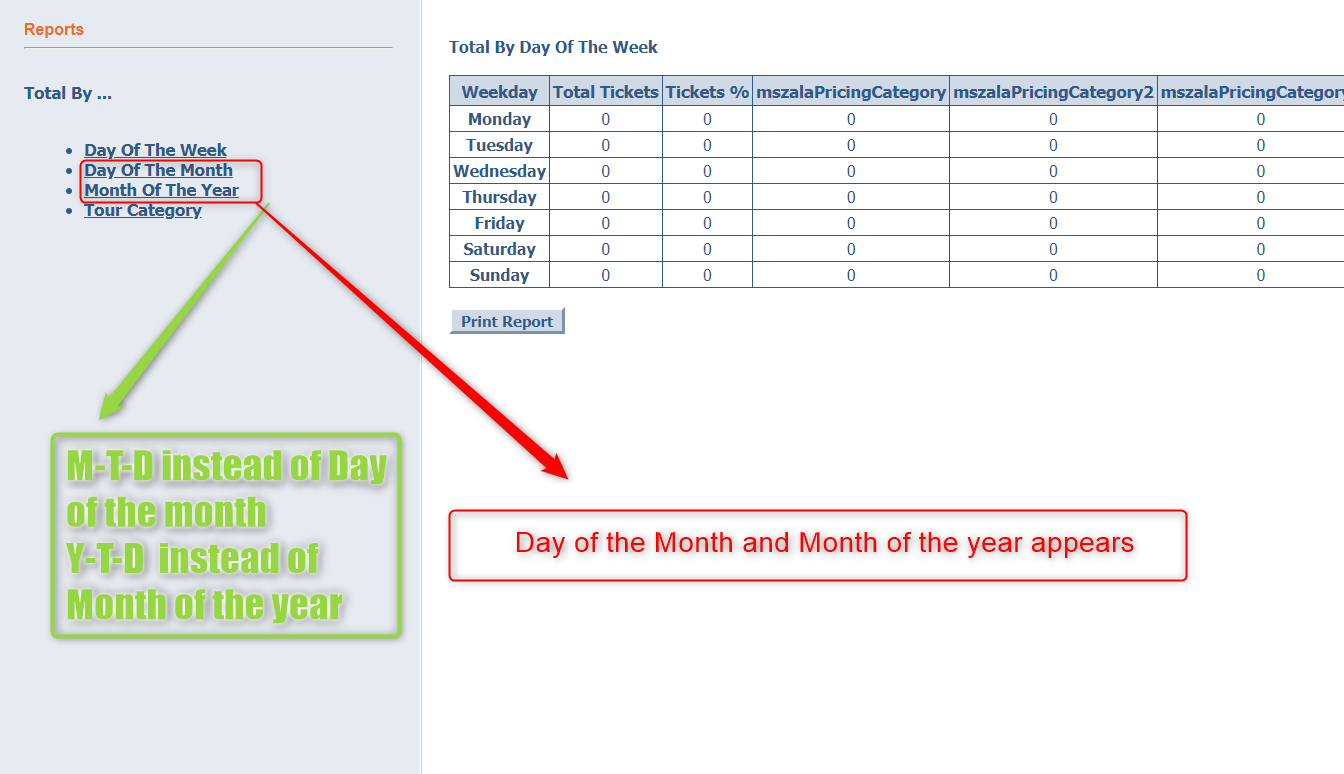 Reports
Total By ...
Day Of The Week
Day Of The Month
Month Of The Year
Tour Category
M-T-D instead of Day
of the month
Y-T-D instead of
Month of the year
Total By Day Of The Week
Weekday Total Tickets Tickets % mszalaPricingCategory mszalaPricingCategory2 mszalaPricingCategory
Monday 0 0 0 0 0
Tuesday 0 0 0 0 0
Wednesday 0 0 0 0 0
Thursday 0 0 0 0 0
Friday 0 0 0 0 0
Saturday 0 0 0 0 0
Sunday 0 0 0 0 0
Print Report
Day of the Month and Month of the year appears